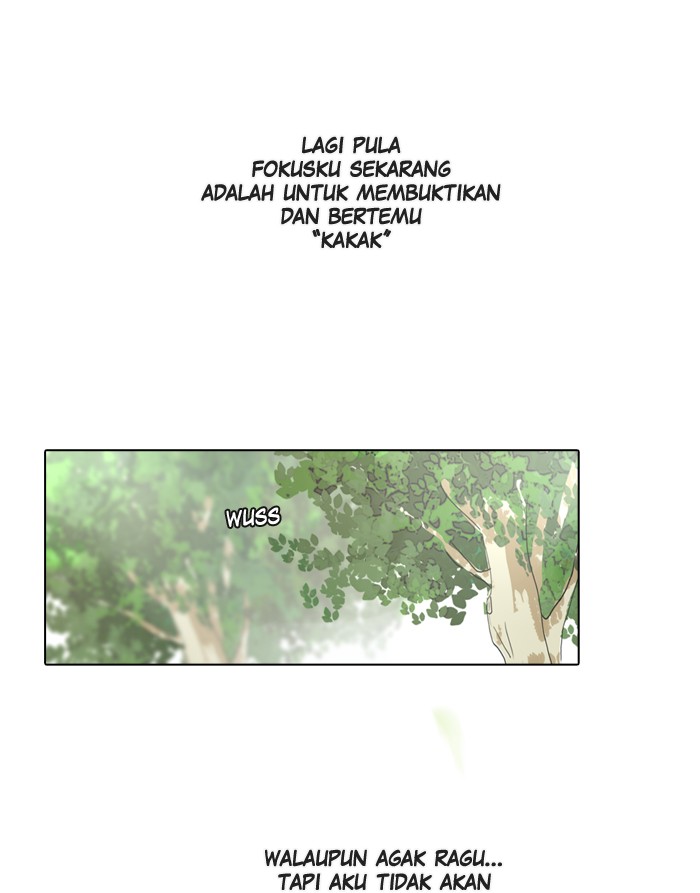 LAGI PULA
FOKUSKU SEKARANG
ADALAH UNTUK MEMBUKTIKAN
DAN BERTEMU
"KAKAK"
WUSS
WALAUPUN AGAK RAGU...
TAPI AKU TIDAK AKAN